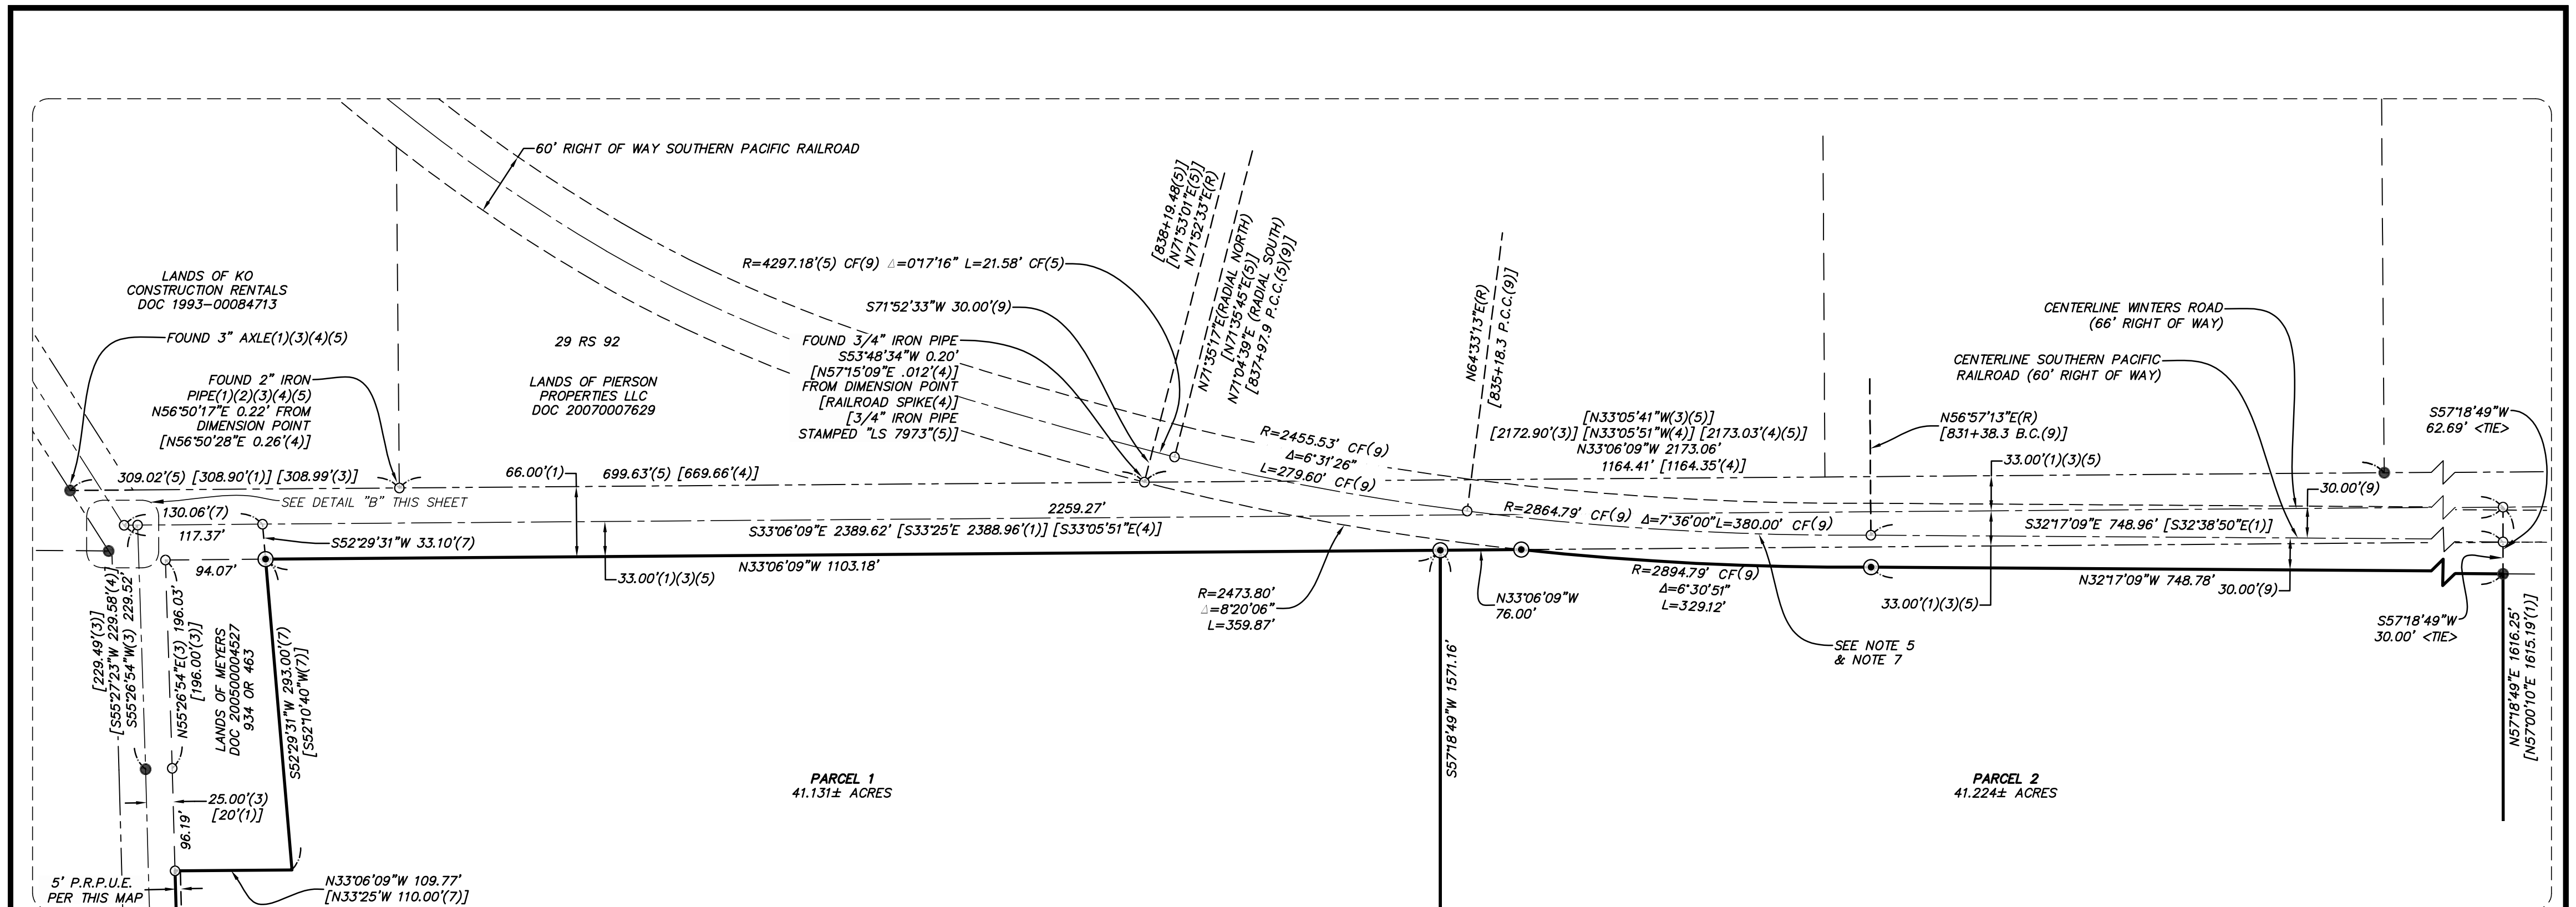 60' RIGHT OF WAY SOUTHERN PACIFIC RAILROAD
LANDS OF KO
CONSTRUCTION RENTALS
DOC 1993-00084713
FOUND 3" AXLE(1)(3)(4)(5)
FOUND 2" IRON
PIPE(1)(2)(3)(4)(5)
N56°50'17"E 0.22' FROM
DIMENSION POINT
[N56°50'28"E 0.26'(4)]
29 RS 92
LANDS OF PIERSON
PROPERTIES LLC
DOC 20070007629
R=4297.18'(5) CF(9) △=0°17'16" L=21.58' CF(5)
S71°52'33"W 30.00'(9)
FOUND 3/4" IRON PIPE
S53°48'34"W 0.20'
[N57°15'09"E .012'(4)]
FROM DIMENSION POINT
[RAILROAD SPIKE(4)]
[3/4" IRON PIPE
STAMPED "LS 7973"(5)]
[838+19.48(5)]
[N71°53'01"E(5)]
N71°52'33"E(R)
N71°35'17"E(RADIAL NORTH)
[N71°35'45"E(5)]
N71°04'39"E (RADIAL SOUTH)
[837+97.9 P.C.C.(5)(9)]
N64°33'13"E(R)
[835+18.3 P.C.C.(9)]
CENTERLINE WINTERS ROAD
(66' RIGHT OF WAY)
CENTERLINE SOUTHERN PACIFIC
RAILROAD (60' RIGHT OF WAY)
N56°57'13"E(R)
[831+38.3 B.C.(9)]
S57°18'49"W
62.69' <TIE>
[N33°05'41"W(3)(5)]
[2172.90'(3)] [N33°05'51"W(4)] [2173.03'(4)(5)]
N33°06'09"W 2173.06'
1164.41' [1164.35'(4)]
R=2455.53' CF(9)
Δ=6°31'26"
L=279.60' CF(9)
33.00'(1)(3)(5)
30.00'(9)
309.02'(5) [308.90'(1)] [308.99'(3)]
66.00'(1)
699.63'(5) [669.66'(4)]
SEE DETAIL "B" THIS SHEET
130.06'(7)
117.37'
2259.27'
S33°06'09"E 2389.62' [S33°25'E 2388.96'(1)] [S33°05'51"E(4)]
R=2864.79' CF(9) Δ=7°36'00"L=380.00' CF(9)
S32°17'09"E 748.96' [S32°38'50"E(1)]
S52°29'31"W 33.10'(7)
94.07'
N33°06'09"W 1103.18'
33.00'(1)(3)(5)
R=2473.80'
△=8°20'06"
L=359.87'
N33°06'09"W
76.00'
R=2894.79' CF(9)
Δ=6°30'51"
L=329.12'
33.00'(1)(3)(5)
N32°17'09"W 748.78'
30.00'(9)
S57°18'49"W
30.00' <TIE>
SEE NOTE 5
& NOTE 7
[229.49'(3)]
[S55°27'23"W 229.58'(4)]
S55°26'54"W(3) 229.52'
N55°26'54"E(3) 196.03'
[196.00'(3)]
LANDS OF MEYERS
DOC 200500004527
934 OR 463
S52°29'31"W 293.00'(7)
[S52°10'40"W(7)]
S57°18'49"W 1571.16'
N57°18'49"E 1616.25'
[N57°00'10"E 1615.19'(1)]
PARCEL 1
41.131± ACRES
PARCEL 2
41.224± ACRES
25.00'(3)
[20'(1)]
96.19'
5' P.R.P.U.E.
PER THIS MAP
N33°06'09"W 109.77'
[N33°25'W 110.00'(7)]